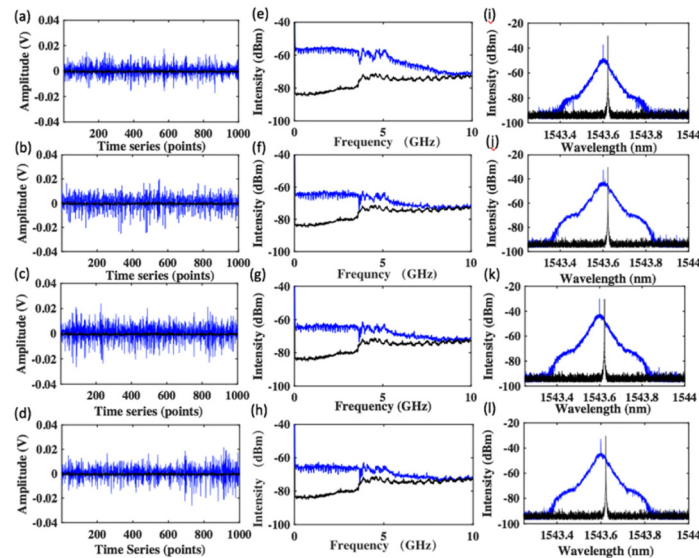 (a)
0.04
0.02
0
-0.02
-0.04
Amplitude (V)
200 400 600 800 1000
Time series (points)
(e)
-40
-60
-80
-100
Intensity (dBm)
0 5 10
Frequency (GHz)
(i)
-20
-40
-60
-80
-100
Intensity (dBm)
1543.4 1543.6 1543.8 1544
Wavelength (nm)
(b)
0.04
0.02
0
-0.02
-0.04
Amplitude (V)
200 400 600 800 1000
Time series (points)
(f)
-40
-60
-80
-100
Intensity (dBm)
0 5 10
Frequency (GHz)
(j)
-20
-40
-60
-80
-100
Intensity (dBm)
1543.4 1543.6 1543.8 1544
Wavelength (nm)
(c)
0.04
0.02
0
-0.02
-0.04
Amplitude (V)
200 400 600 800 1000
Time series (points)
(g)
-40
-60
-80
-100
Intensity (dBm)
0 5 10
Frequency (GHz)
(k)
-20
-40
-60
-80
-100
Intensity (dBm)
1543.4 1543.6 1543.8 1544
Wavelength (nm)
(d)
0.04
0.02
0
-0.02
-0.04
Amplitude (V)
200 400 600 800 1000
Time Series (points)
(h)
-40
-60
-80
-100
Intensity (dBm)
0 5 10
Frequncy (GHz)
(l)
-20
-40
-60
-80
-100
Intensity (dBm)
1543.4 1543.6 1543.8 1544
Wavelength (nm)